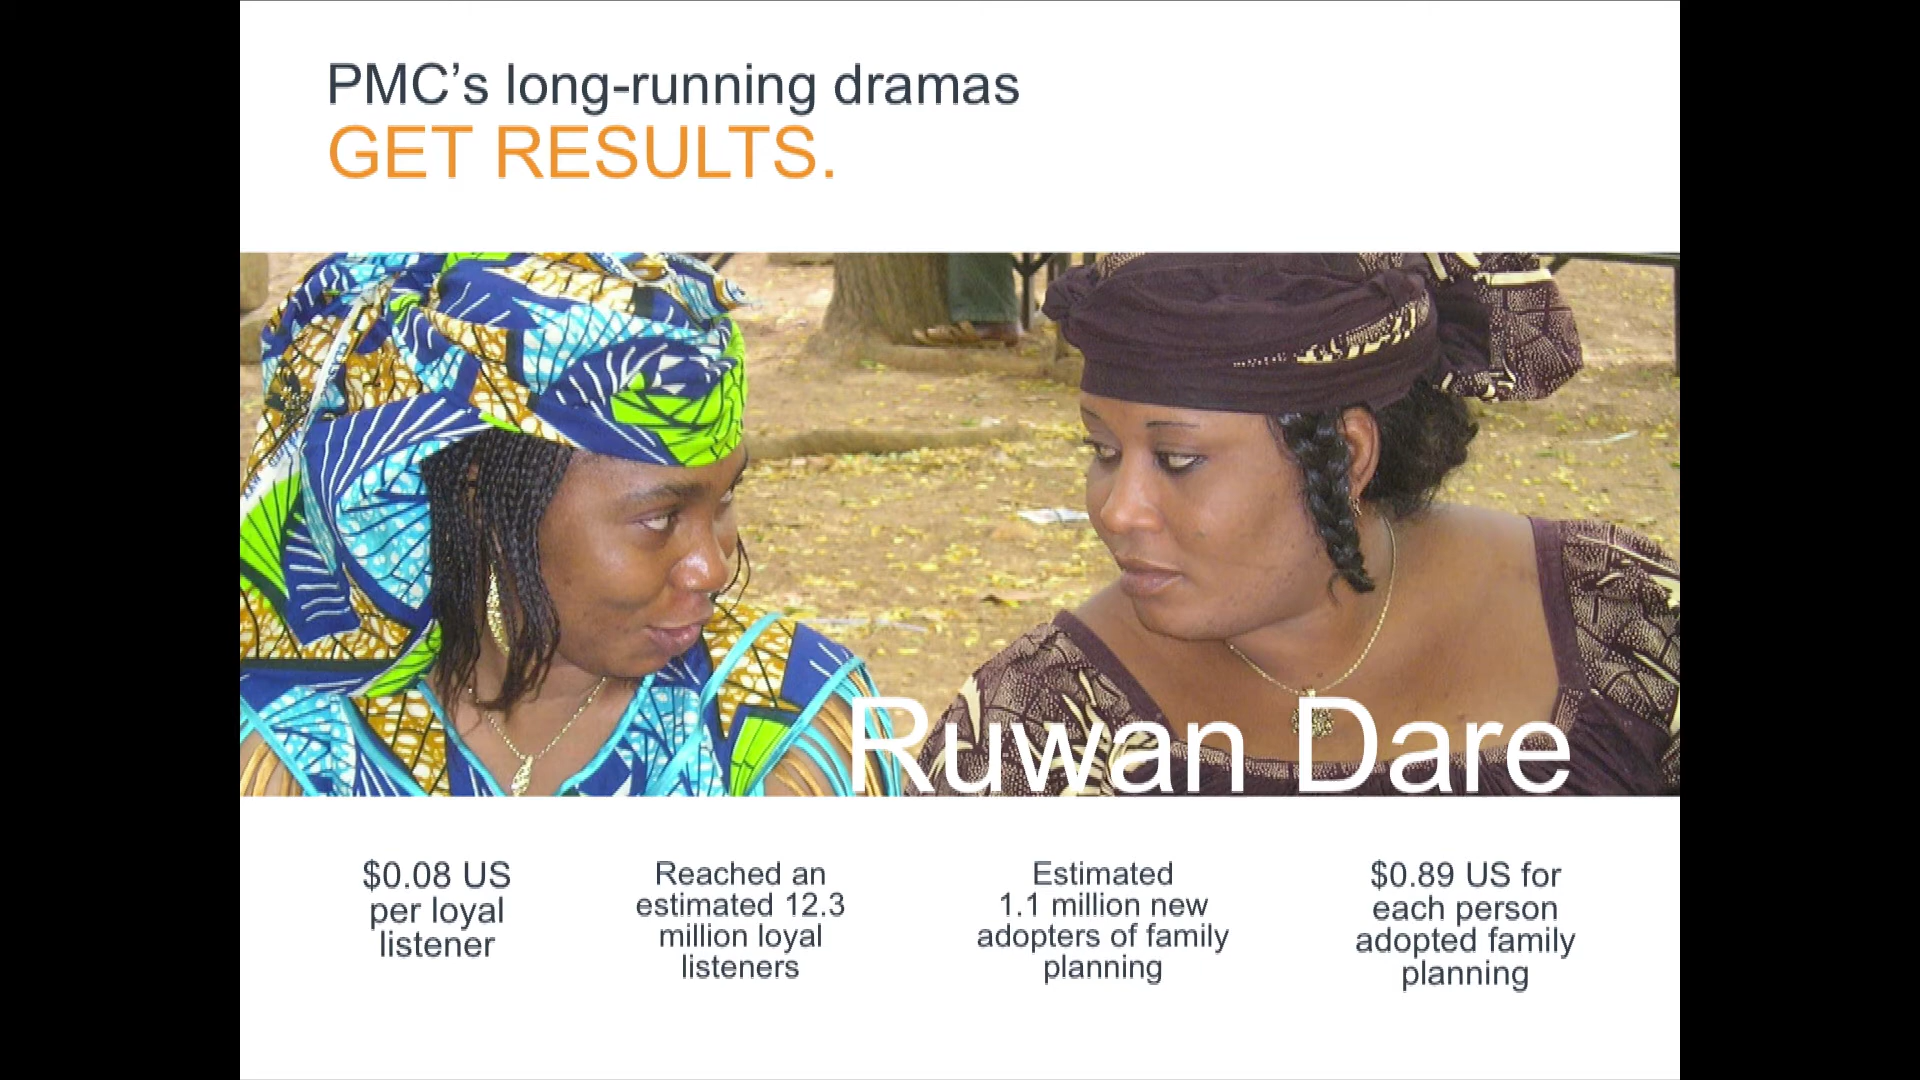 PMC’s long-running dramas
GET RESULTS.
Ruwan Dare
$0.08 US
per loyal
listener
Reached an
estimated 12.3
million loyal
listeners
Estimated
1.1 million new
adopters of family
planning
$0.89 US for
each person
adopted family
planning